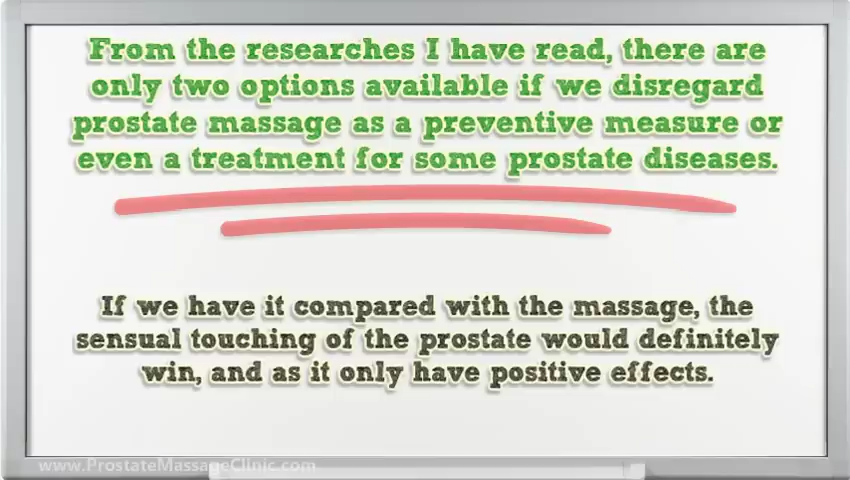 From the researches I have read, there are
only two options available if we disregard
prostate massage as a preventive measure or
even a treatment for some prostate diseases.
If we have it compared with the massage, the
sensual touching of the prostate would definitely
win, and as it only have positive effects.
www.ProstateMassageClinic.com